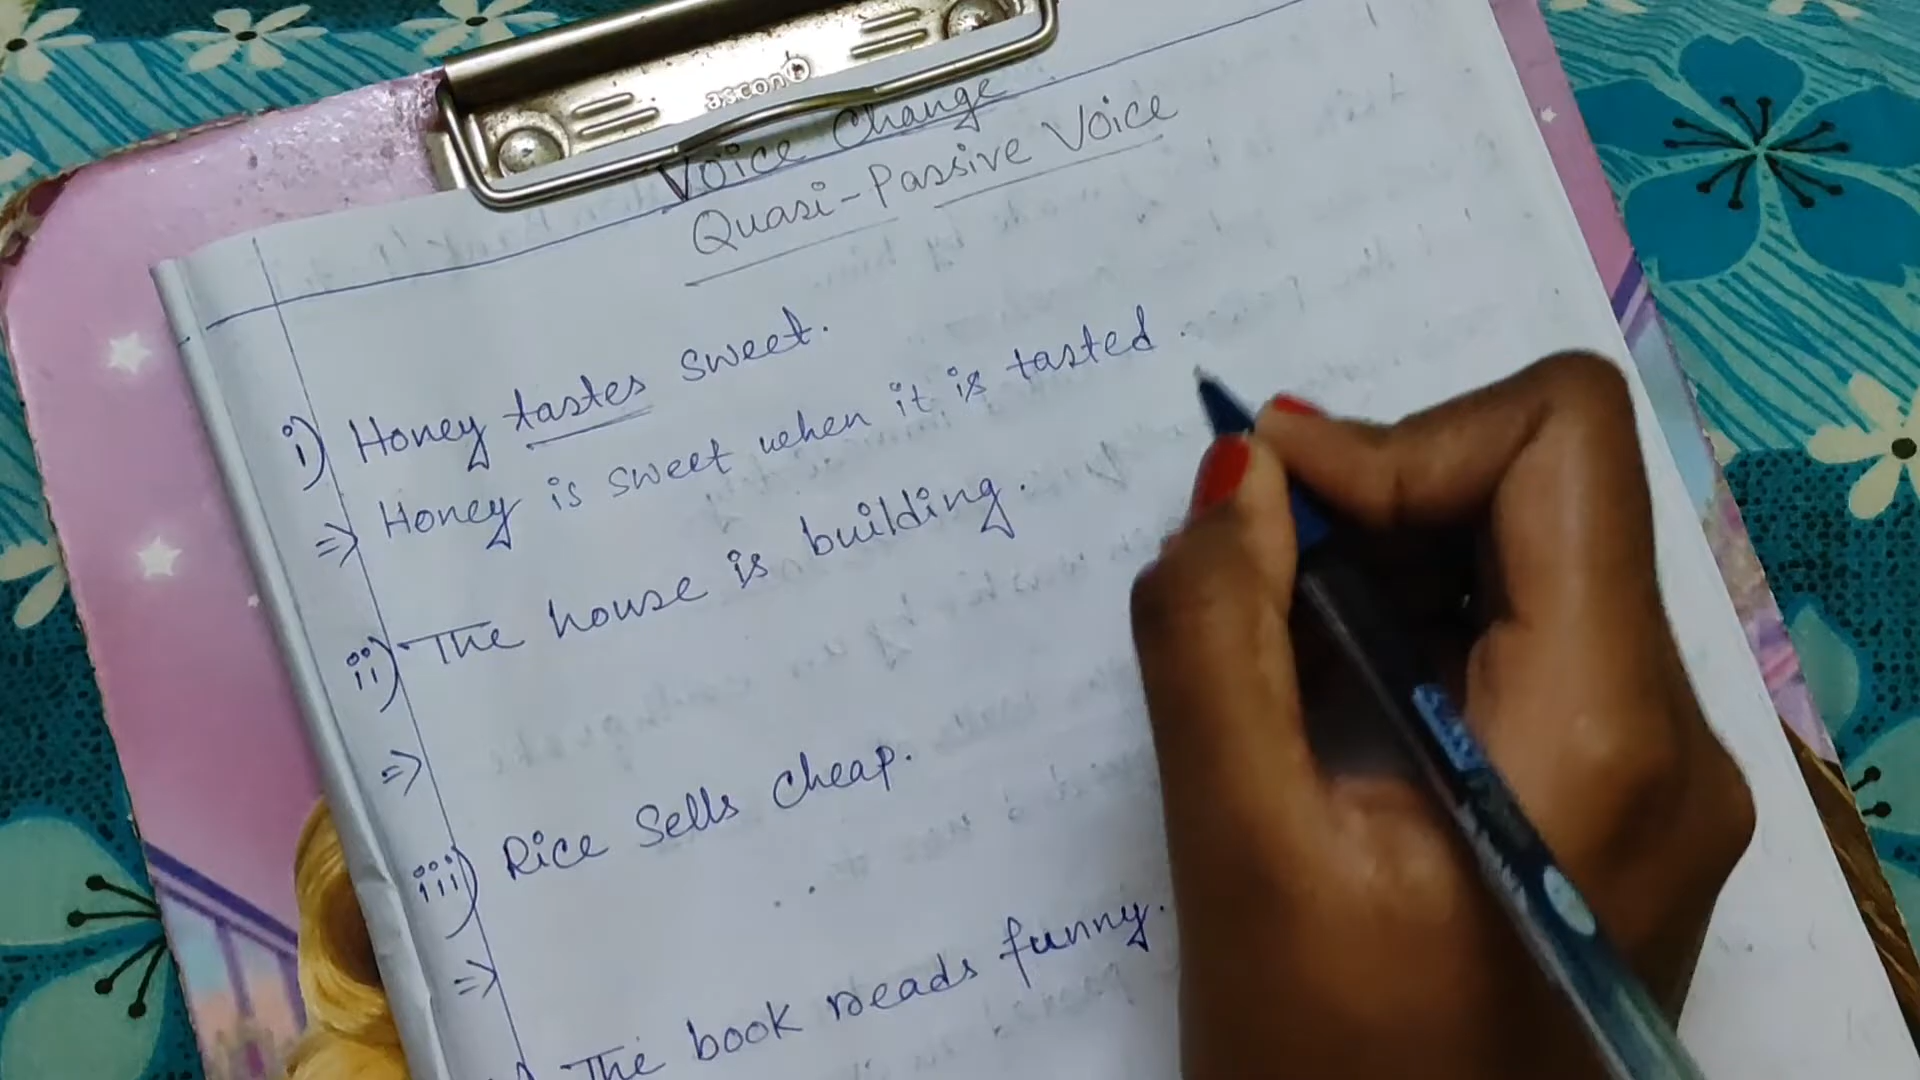 ascent
Voice Change
Quasi-Passive Voice
i) Honey tastes sweet.
=> Honey is sweet when it is tasted.
ii) The house is building.
=>
iii) Rice sells cheap.
=>
The book reads funny.